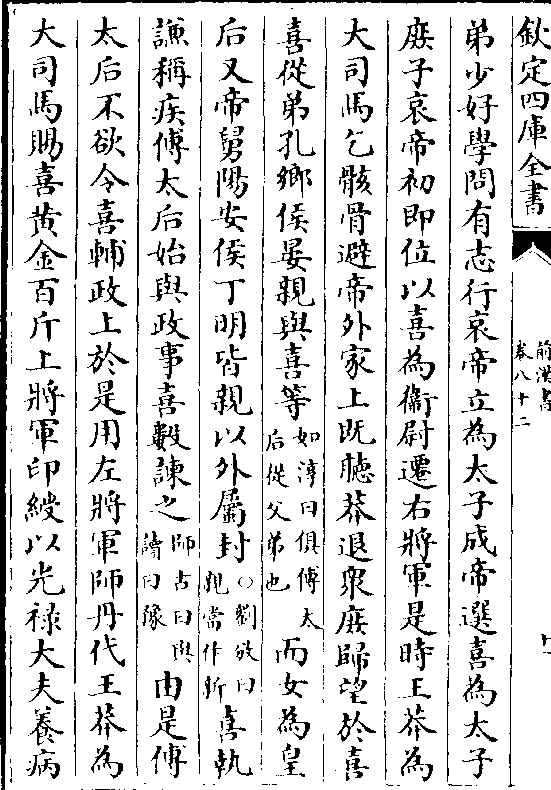 欽定四庫全書
前漢書
卷八十二
弟少好學問有志行哀帝立為太子成帝選喜為太子
庶子哀帝初即位以喜為衞尉遷右將軍是時王莽為
大司馬乞骸骨避帝外家上既聽莽退衆庶歸望於喜
喜從弟孔鄉侯晏親與喜等
如淳曰俱傅太
后從父弟也
而女為皇
后又帝舅陽安侯丁明皆親以外屬封
○劉攽曰
親當作新
喜執
謙稱疾傅太后始與政事喜數諫之
師古曰與
讀曰豫
由是傅
太后不欲令喜輔政上於是用左將軍師丹代王莽為
大司馬賜喜黃金百斤上將軍印綬以光祿大夫養病